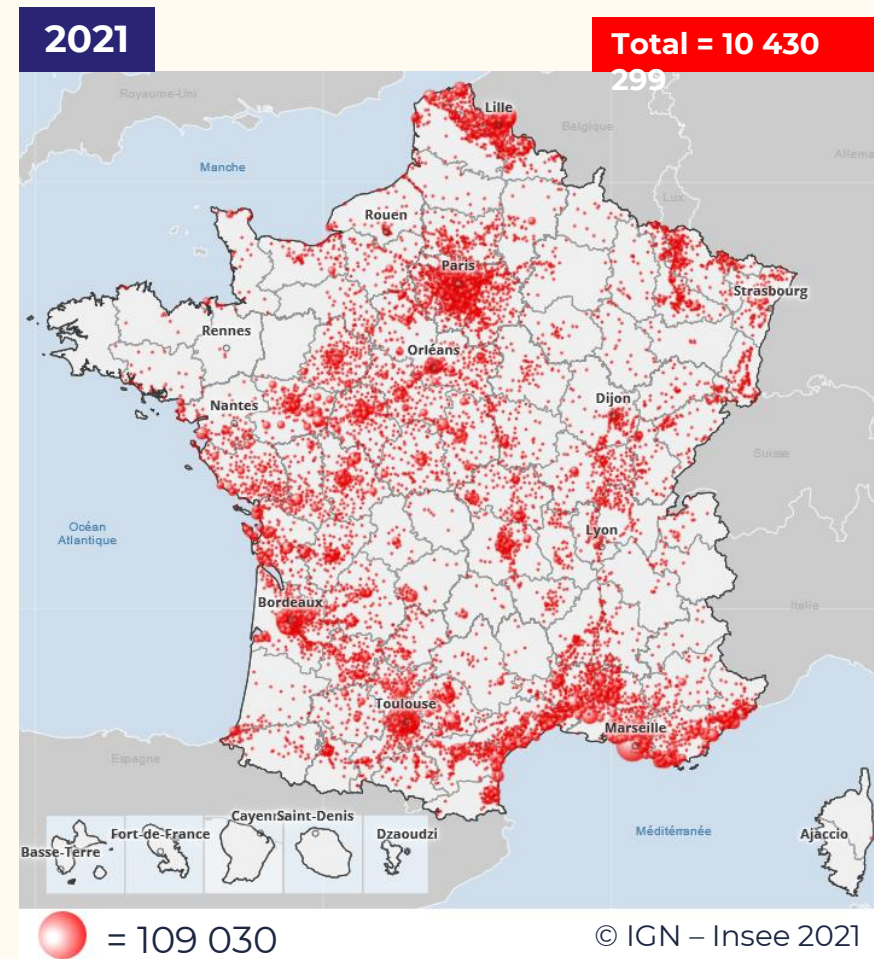 2021
Total = 10 430
299
Royaume-Uni
Lille
Belgique
Manche
Lux.
Rouen
Paris
Strasbourg
Rennes
Orléans
Nantes
Dijon
Suisse
Océan
Atlantique
Lyon
Italie
Bordeaux
Toulouse
Marseille
Espagne
Saint-Denis
Fort-de-France
Dzaoudzi
Méditérranée
Ajaccio
Basse-Terre
= 109 030
© IGN – Insee 2021